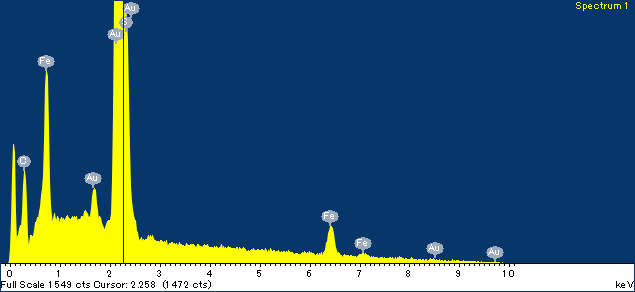 Spectrum 1
Au
S
Au
Fe
Au
Fe
Fe
Au
Au
0 1 2 3 4 5 6 7 8 9 10
Full Scale 1549 cts Cursor: 2.258 (1472 cts) keV